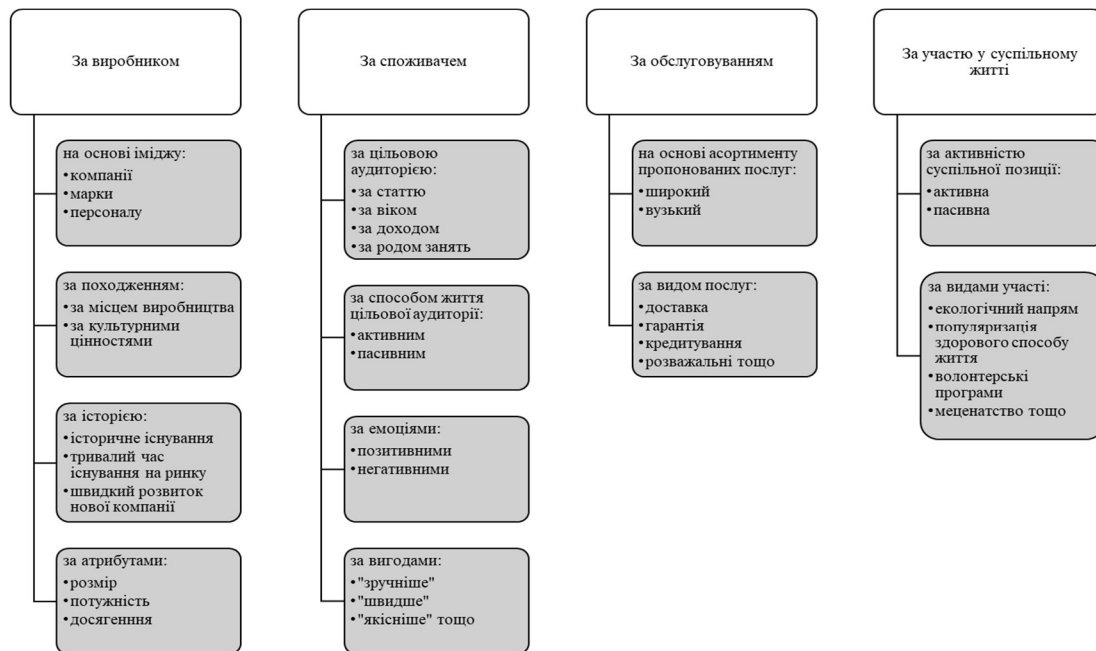 За виробником
на основі іміджу:
•компанії
•марки
•персоналу
за походженням:
•за місцем виробництва
•за культурними
цінностями
за історією:
•історичне існування
•тривалий час
існування на ринку
•швидкий розвиток
нової компанії
за атрибутами:
•розмір
•потужність
•досягенння
За споживачем
за цільовою
аудиторією:
•за статтю
•за віком
•за доходом
•за родом занять
за способом життя
цільової аудиторії:
•активним
•пасивним
за емоціями:
•позитивними
•негативними
за вигодами:
•"зручніше"
•"швидше"
•"якісніше" тощо
За обслуговуванням
на основі асортименту
пропонованих послуг:
•широкий
•вузький
за видом послуг:
•доставка
•гарантія
•кредитування
•розважальні тощо
За участю у суспільному
житті
за активністю
суспільної позиції:
•активна
•пасивна
за видами участі:
•екологічний напрям
•популяризація
здорового способу
життя
•волонтерські
програми
•меценатство тощо